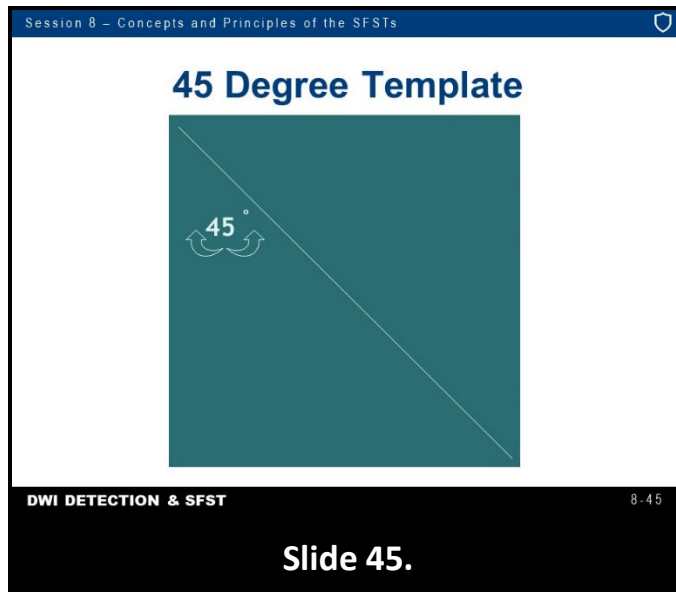 Session 8 – Concepts and Principles of the SFSTs
45 Degree Template
45 °
DWI DETECTION & SFST
8-45
Slide 45.